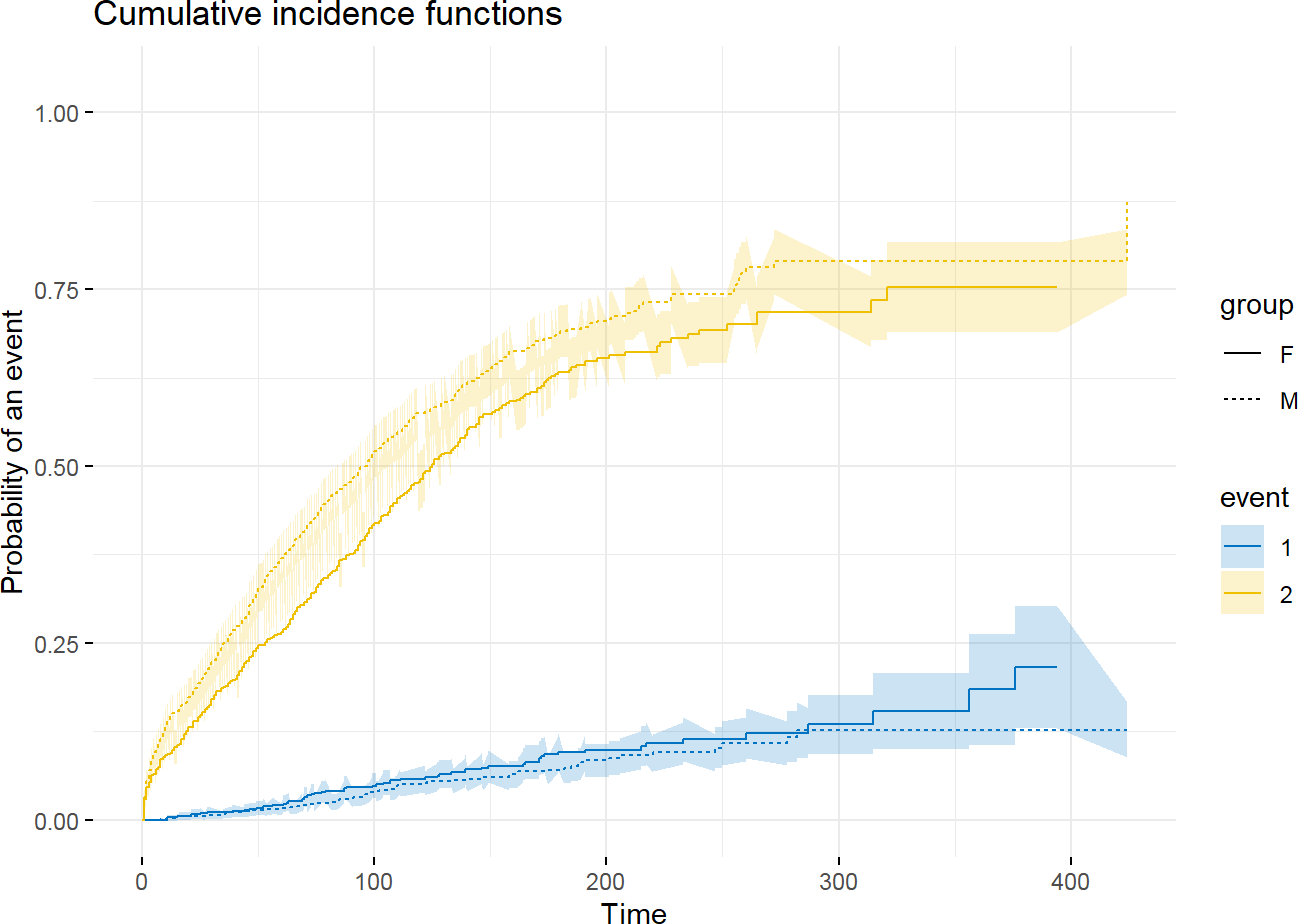 Cumulative incidence functions
Probability of an event
1.00
0.75
0.50
0.25
0.00
0
100
200
300
400
Time
group
F
M
event
1
2